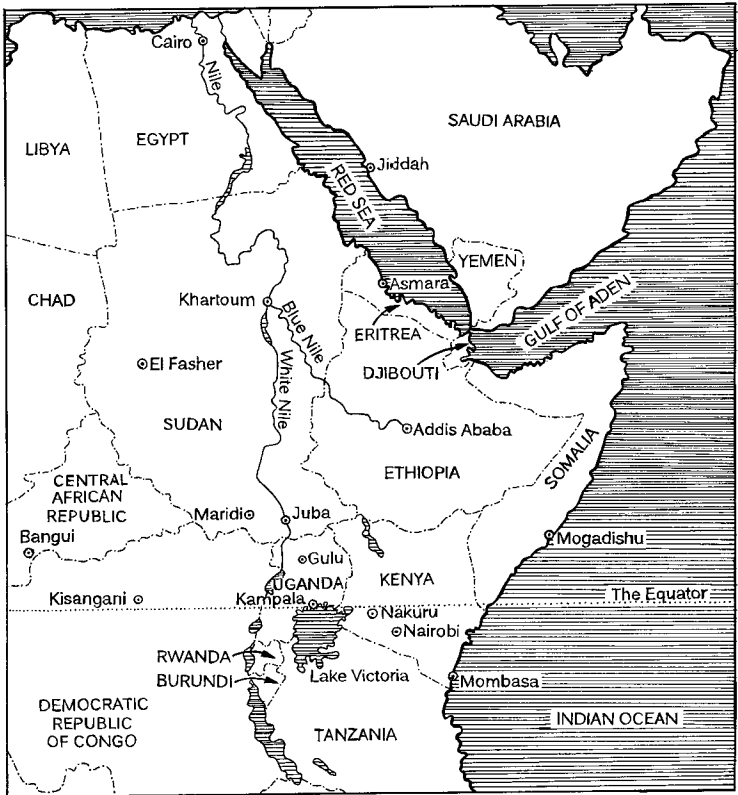 Cairo
Nile
LIBYA
EGYPT
SAUDI ARABIA
Jiddah
RED SEA
YEMEN
CHAD
Khartoum
Asmara
Blue Nile
ERITREA
GULF OF ADEN
White Nile
El Fasher
DJIBOUTI
SUDAN
Addis Ababa
ETHIOPIA
SOMALIA
CENTRAL
AFRICAN
REPUBLIC
Maridi
Juba
Bangui
Mogadishu
Gulu
UGANDA
KENYA
Kisangani
Kampala
The Equator
Nakuru
Nairobi
RWANDA
BURUNDI
Lake Victoria
Mombasa
DEMOCRATIC
REPUBLIC
OF CONGO
TANZANIA
INDIAN OCEAN